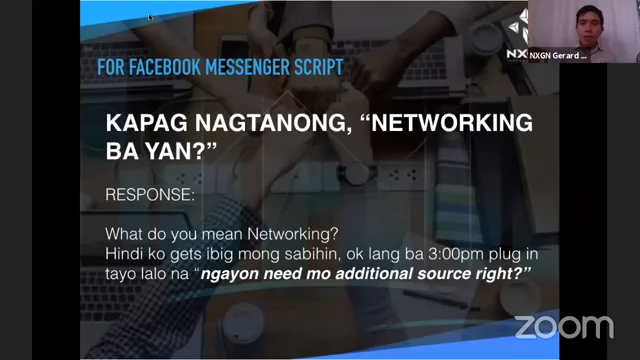 NXGN Gerard ...
FOR FACEBOOK MESSENGER SCRIPT
KAPAG NAGTANONG, “NETWORKING
BA YAN?”
RESPONSE:
What do you mean Networking?
Hindi ko gets ibig mong sabihin, ok lang ba 3:00pm plug in
tayo lalo na “ngayon need mo additional source right?”
zoom